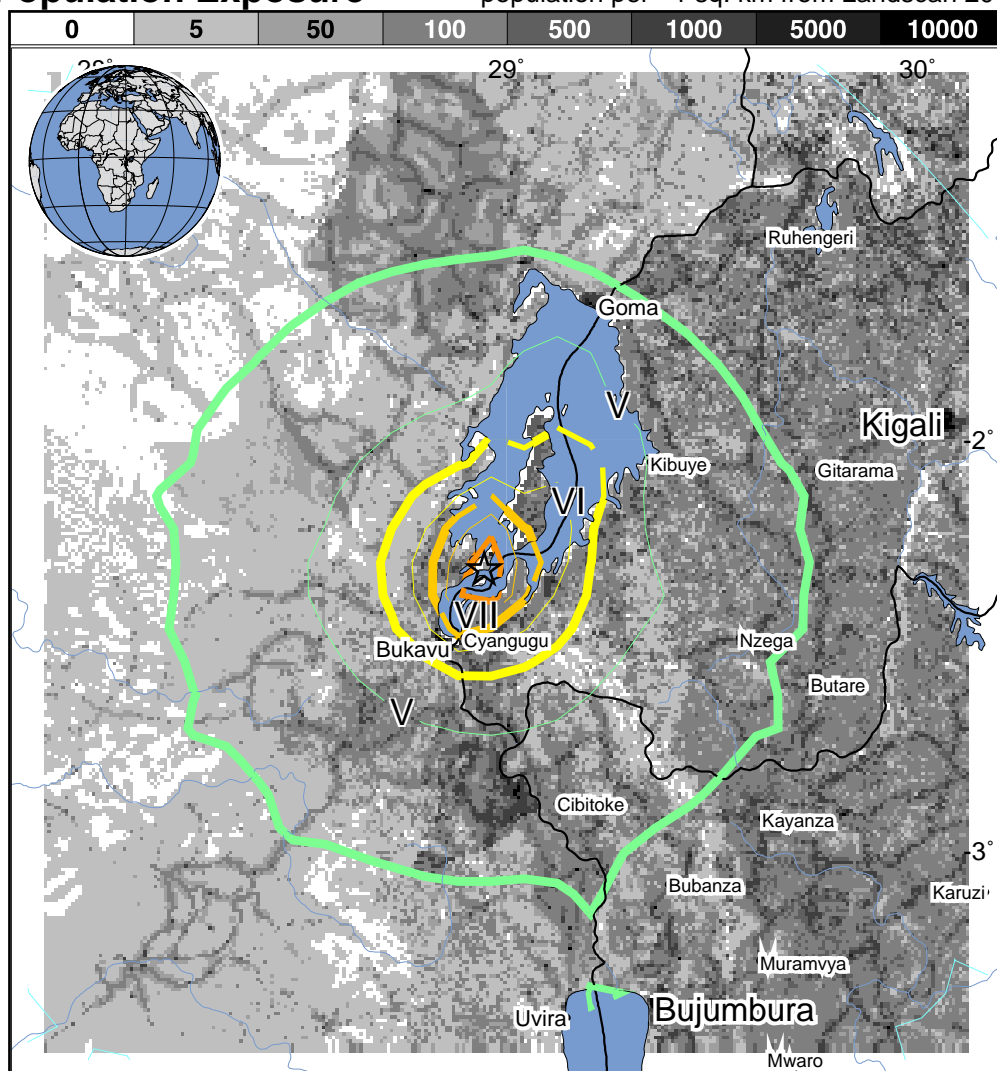 Population Exposure
population per ~1 sq. km from Landscan
0 5 50 100 500 1000 5000 10000
29° 30°
Ruhengeri
Goma
V
Kigali
-2°
Kibuye
Gitarama
VI
VII
Cyangugu
Nzega
Bukavu
Butare
V
Cibitoke
Kayanza
-3°
Bubanza
Karuzi
Muramvya
Uvira
Bujumbura
Mwaro